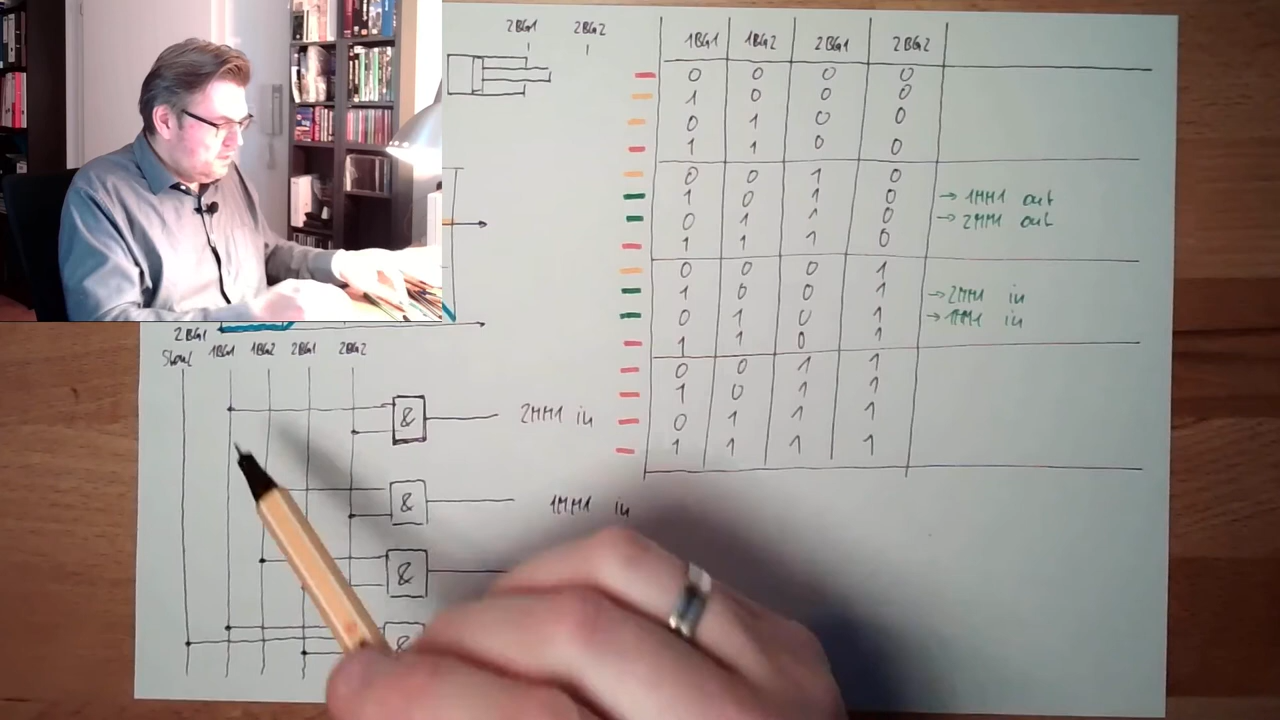 2BG1 2BG2
1BG1 1BG2 2BG1 2BG2
0 0 0 0
1 0 0 0
0 1 0 0
1 1 0 0
0 0 1 0
1 0 1 0 → 1MM1 out
0 1 1 0 → 2MM1 out
1 1 1 0
0 0 0 1
1 0 0 1 → 2MM1 in
0 1 0 1 → 1MM1 in
1 1 0 1
0 0 1 1
1 0 1 1
0 1 1 1
1 1 1 1
2BG1
Start 1BG1 1BG2 2BG1 2BG2
& 2MM1 in
& 1MM1 in
&
&